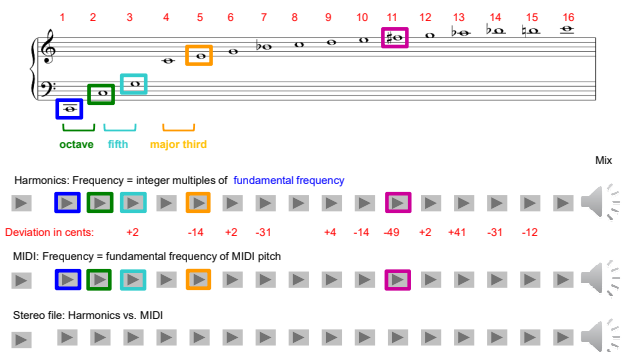 1 2 3 4 5 6 7 8 9 10 11 12 13 14 15 16
octave fifth major third
Mix
Harmonics: Frequency = integer multiples of fundamental frequency
Deviation in cents: +2 -14 +2 -31 +4 -14 -49 +2 +41 -31 -12
MIDI: Frequency = fundamental frequency of MIDI pitch
Stereo file: Harmonics vs. MIDI